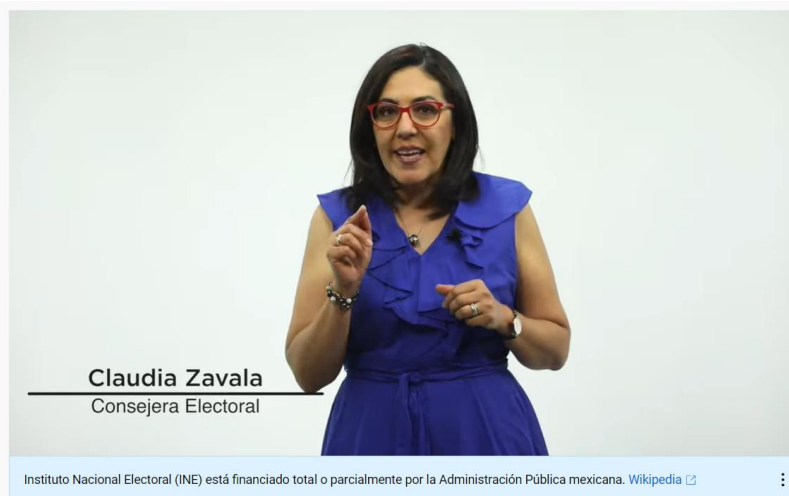 Claudia Zavala
Consejera Electoral
Instituto Nacional Electoral (INE) está financiado total o parcialmente por la Administración Pública mexicana. Wikipedia